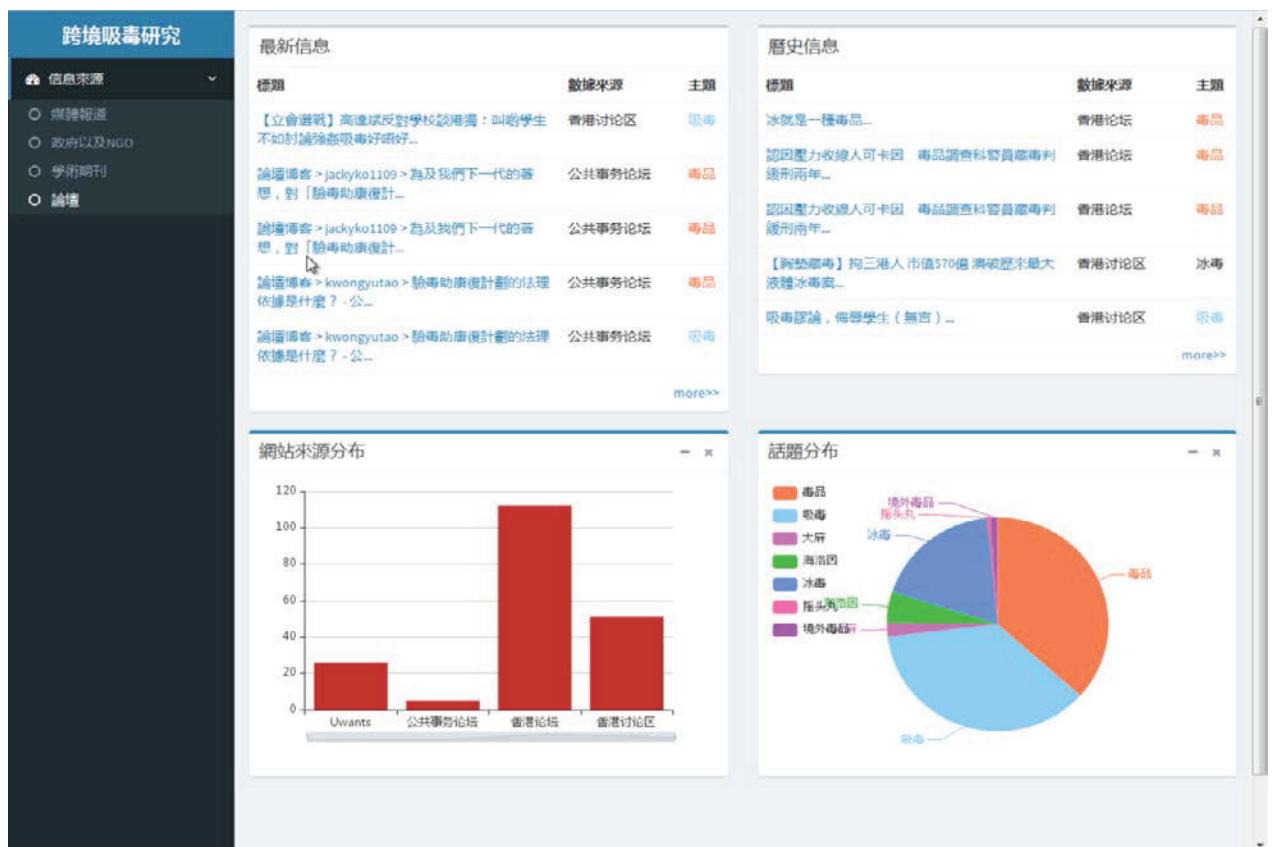 跨境吸毒研究
信息來源
媒體報道
政府以及NGO
學術期刊
論壇
最新信息
標題 數據來源 主題
【立會選戰】高達斌反對學校談港獨：叫啲學生 香港讨论区 吸毒
不如討論強姦吸毒好唔好...
論壇博客 > jackyko1109 > 為及我們下一代的著 公共事务论坛 毒品
想，對「驗毒助康復計...
論壇博客 > jackyko1109 > 為及我們下一代的著 公共事务论坛 毒品
想，對「驗毒助康復計...
論壇博客 > kwongyutao > 驗毒助康復計劃的法理 公共事务论坛 毒品
依據是什麼？ - 公...
論壇博客 > kwongyutao > 驗毒助康復計劃的法理 公共事务论坛 吸毒
依據是什麼？ - 公...
more>>
曆史信息
標題 數據來源 主題
冰就是一種毒品... 香港论坛 毒品
認因壓力收線人可卡因 毒品調查科警員藏毒判 香港论坛 毒品
緩刑兩年...
認因壓力收線人可卡因 毒品調查科警員藏毒判 香港论坛 毒品
緩刑兩年...
【胸墊藏毒】拘三港人 市值570億 澳破歷來最大 香港讨论区 冰毒
液體冰毒案...
吸毒謬論，侮辱學生（無言）... 香港讨论区 吸毒
more>>
網站來源分布
120
100
80
60
40
20
0
Uwants 公共事务论坛 香港论坛 香港讨论区
話題分布
毒品
吸毒
大麻
海洛因
冰毒
摇头丸
境外毒品
境外毒品
摇头丸
冰毒
海洛因
大麻
毒品
吸毒